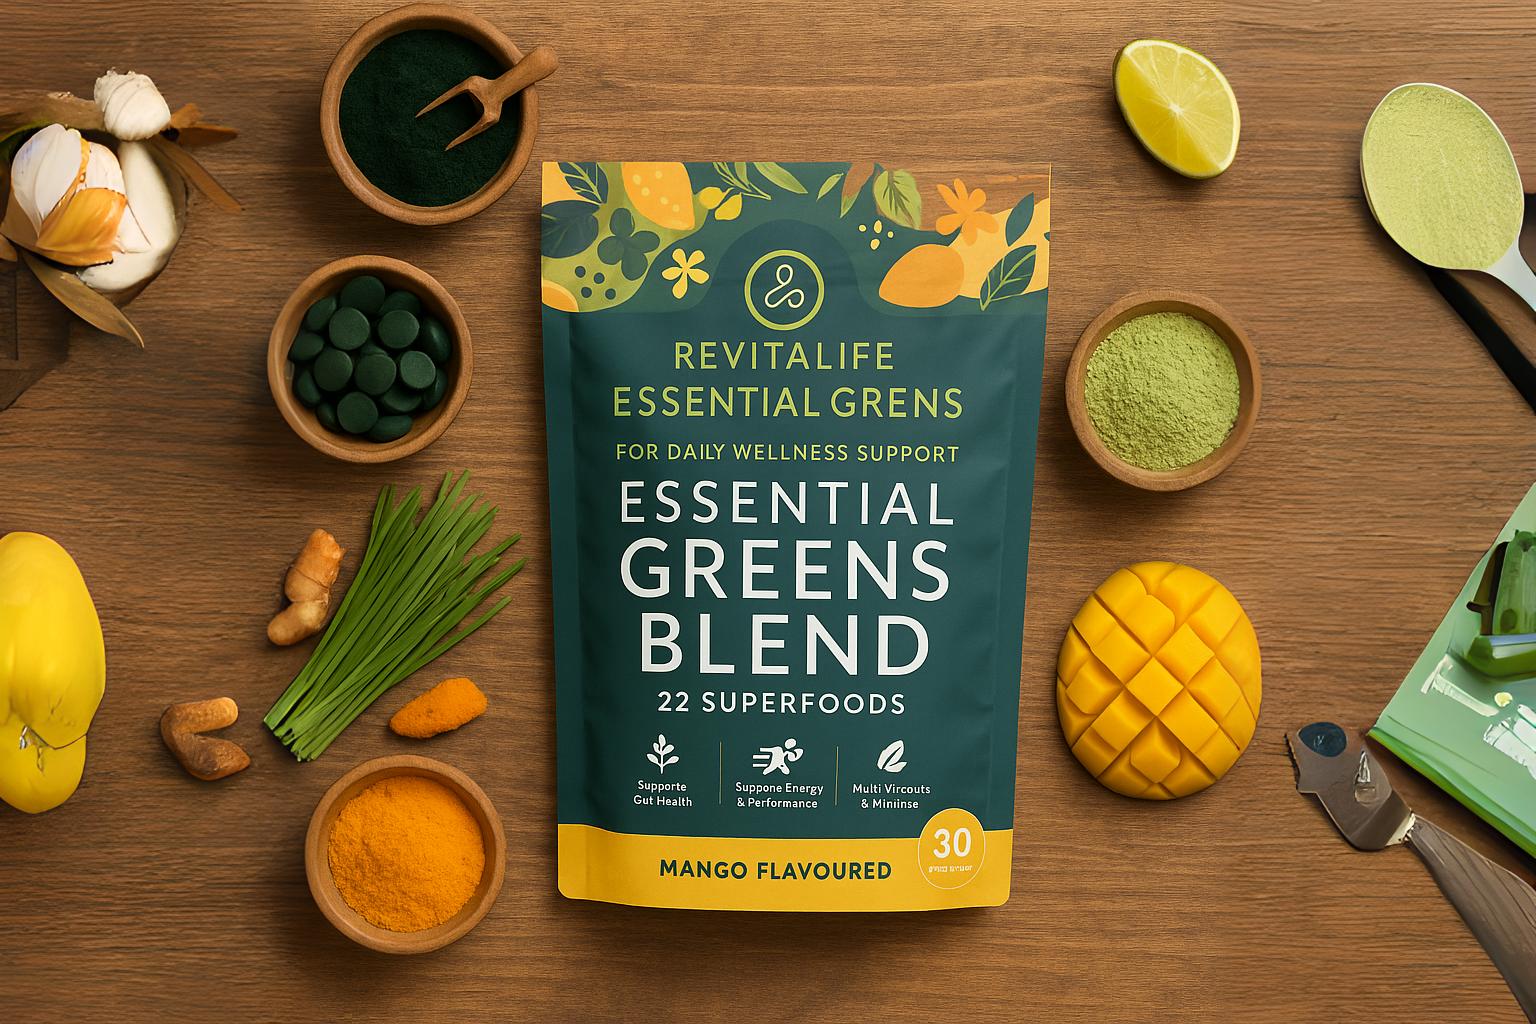 REVITALIFE
ESSENTIAL GRENS
FOR DAILY WELLNESS SUPPORT
ESSENTIAL
GREENS
BLEND
22 SUPERFOODS
Supporte
Gut Health
Suppone Energy
& Performance
Multi Vircouts
& Mininse
30
MANGO FLAVOURED